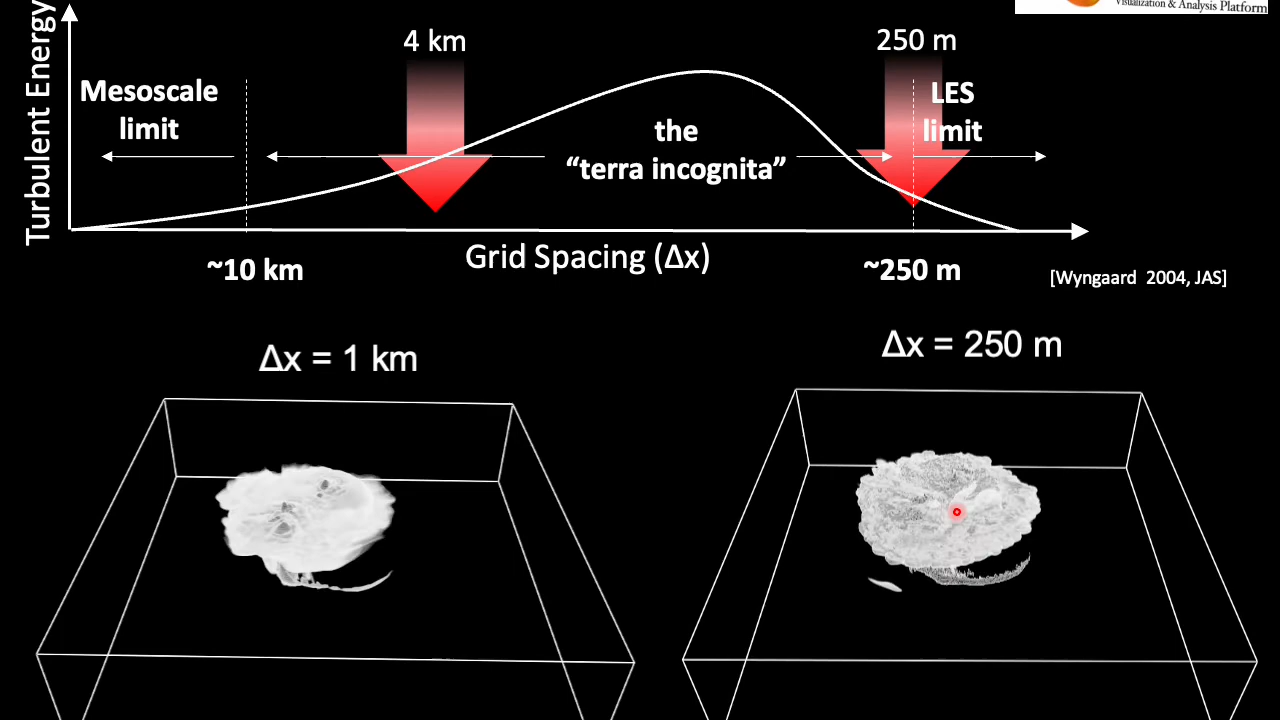 Visualization & Analysis Platform
Turbulent Energy
4 km
250 m
Mesoscale
limit
LES
limit
the
“terra incognita”
Grid Spacing (Δx)
~10 km
~250 m
[Wyngaard 2004, JAS]
Δx = 1 km
Δx = 250 m